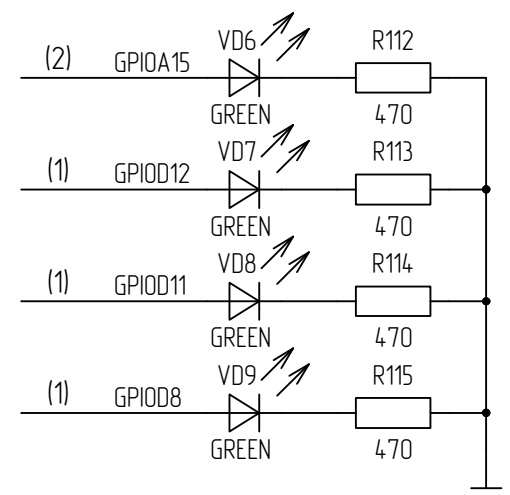 VD6 R112
(2) GPIOA15
GREEN 470
VD7 R113
(1) GPIOD12
GREEN 470
VD8 R114
(1) GPIOD11
GREEN 470
VD9 R115
(1) GPIOD8
GREEN 470